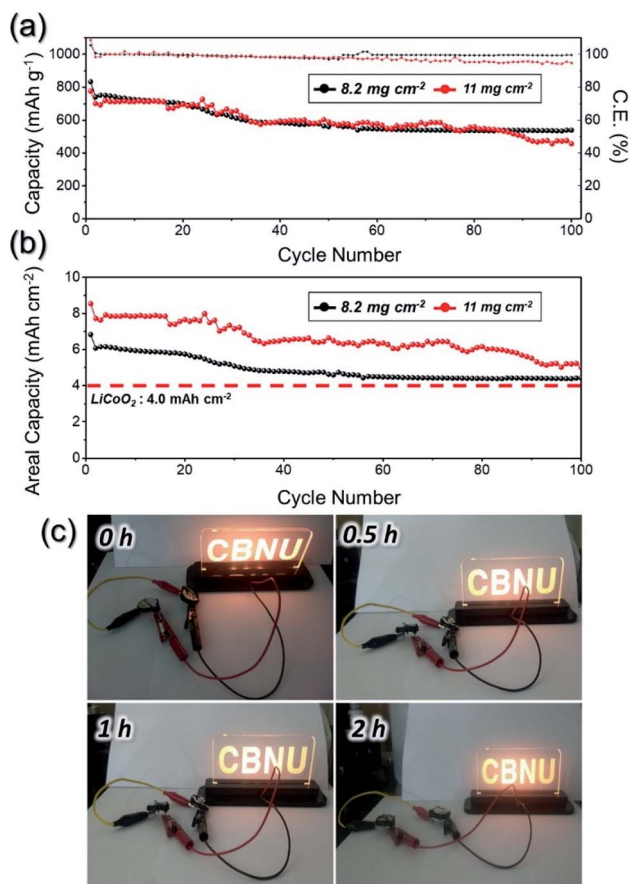 (a)
Capacity (mAh g⁻¹)
1000
800
600
400
200
0
8.2 mg cm⁻²
11 mg cm⁻²
100
80
60
40
20
0
C.E. (%)
0
20
40
60
80
100
Cycle Number
(b)
Areal Capacity (mAh cm⁻²)
10
8
6
4
2
0
8.2 mg cm⁻²
11 mg cm⁻²
LiCoO₂ : 4.0 mAh cm⁻²
0
20
40
60
80
100
Cycle Number
(c)
0 h
CBNU
0.5 h
CBNU
1 h
CBNU
2 h
CBNU